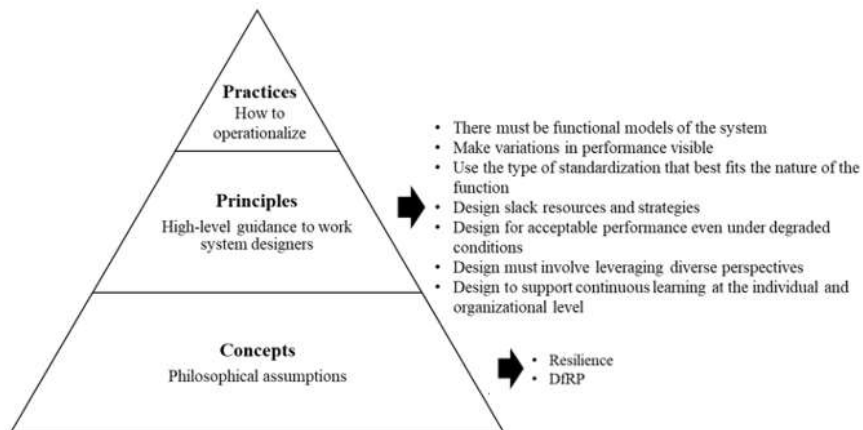 Practices
How to
operationalize
Principles
High-level guidance to work
system designers
• There must be functional models of the system
• Make variations in performance visible
• Use the type of standardization that best fits the nature of the
function
• Design slack resources and strategies
• Design for acceptable performance even under degraded
conditions
• Design must involve leveraging diverse perspectives
• Design to support continuous learning at the individual and
organizational level
Concepts
Philosophical assumptions
• Resilience
• DfRP